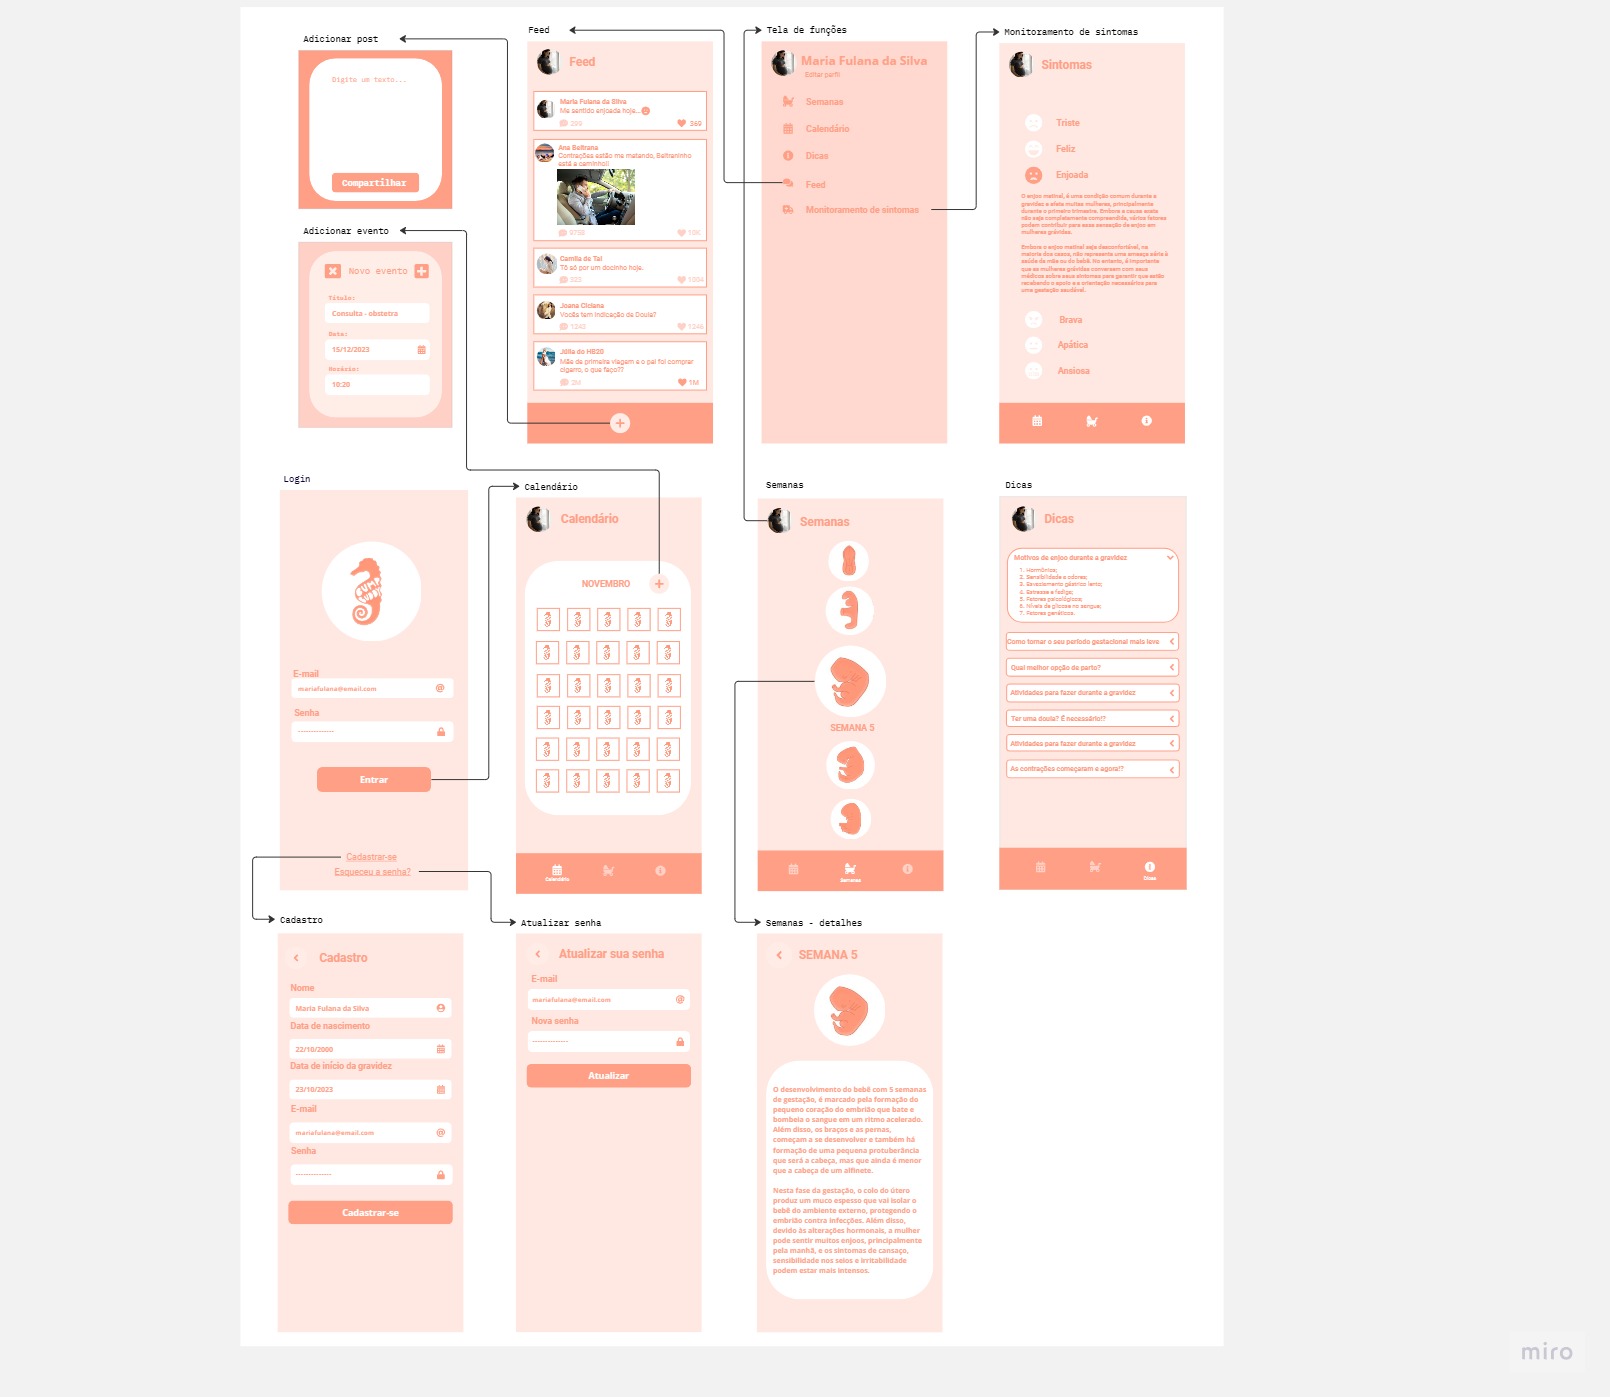 Adicionar post
Digite um texto...
Compartilhar
Feed
Feed
Maria Fulana da Silva
Me sentido enjoada hoje...
299
369
Ana Beltrana
Contrações estão me matando, Beltraninho
está a caminho!!
8750
10K
Camila de Tal
Tô só por um docinho hoje.
Joana Ciclana
Vocês tem indicação de Doula?
1243
1246
Júlia do HB20
Mãe de primeira viagem e o pai foi comprar
cigarro, o que faço??
2M
1M
Tela de funções
Maria Fulana da Silva
Editar perfil
Semanas
Calendário
Dicas
Feed
Monitoramento de sintomas
Monitoramento de sintomas
Sintomas
Triste
Feliz
Enjoada
O enjoo matinal, é uma condição comum durante a
gravidez e afeta muitas mulheres, principalmente
durante o primeiro trimestre. Embora a causa exata
não seja completamente compreendida, vários fatores
podem contribuir para essa sensação de enjoo em
mulheres grávidas.
Embora o enjoo matinal seja desconfortável, na
maioria dos casos, não representa uma ameaça séria à
saúde da mãe ou do bebê. No entanto, é importante
que as mulheres grávidas conversem com seus
médicos sobre seus sintomas para garantir que estão
recebendo o apoio e a orientação necessários para
uma gestação saudável.
Brava
Apática
Ansiosa
Adicionar evento
Novo evento
Título:
Consulta - obstetra
Data:
15/12/2023
Horário:
10:20
Login
E-mail
mariafulana@email.com
Senha
--------------
Entrar
Cadastrar-se
Esqueceu a senha?
Calendário
Calendário
NOVEMBRO
Calendário
Semanas
Semanas
SEMANA 5
Semanas
Dicas
Dicas
Motivos de enjoo durante a gravidez
1. Hormônios;
2. Sensibilidade a odores;
3. Esvaziamento gástrico lento;
4. Estresse e fadiga;
5. Fatores psicológicos;
6. Níveis de glicose no sangue;
7. Fatores genéticos.
Como tornar o seu período gestacional mais leve
Qual melhor opção de parto?
Atividades para fazer durante a gravidez
Ter uma doula? É necessário!?
Atividades para fazer durante a gravidez
As contrações começaram e agora!?
Dicas
Cadastro
Cadastro
Nome
Maria Fulana da Silva
Data de nascimento
22/10/2000
Data de início da gravidez
23/10/2023
E-mail
mariafulana@email.com
Senha
--------------
Cadastrar-se
Atualizar senha
Atualizar sua senha
E-mail
mariafulana@email.com
Nova senha
--------------
Atualizar
Semanas - detalhes
SEMANA 5
O desenvolvimento do bebê com 5 semanas
de gestação, é marcado pela formação do
pequeno coração do embrião que bate e
bombeia o sangue em um ritmo acelerado.
Além disso, os braços e as pernas,
começam a se desenvolver e também há
formação de uma pequena protuberância
que será a cabeça, mas que ainda é menor
que a cabeça de um alfinete.
Nesta fase da gestação, o colo do útero
produz um muco espesso que vai isolar o
bebê do ambiente externo, protegendo o
embrião contra infecções. Além disso,
devido às alterações hormonais, a mulher
pode sentir muitos enjoos, principalmente
pela manhã, e os sintomas de cansaço,
sensibilidade nos seios e irritabilidade
podem estar mais intensos.
miro